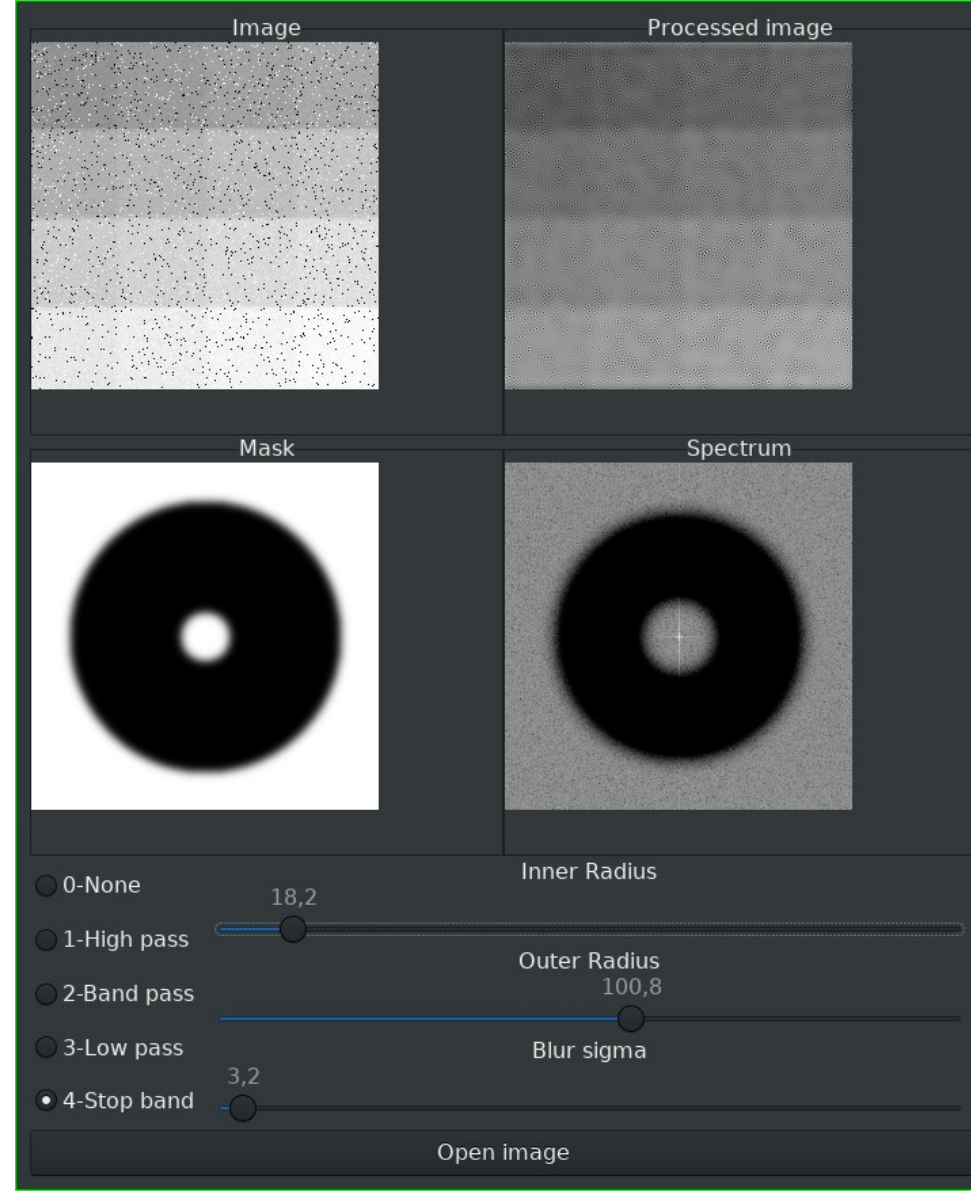 Image
Processed image
Mask
Spectrum
0-None
1-High pass
2-Band pass
3-Low pass
4-Stop band
Inner Radius
18,2
Outer Radius
100,8
Blur sigma
3,2
Open image